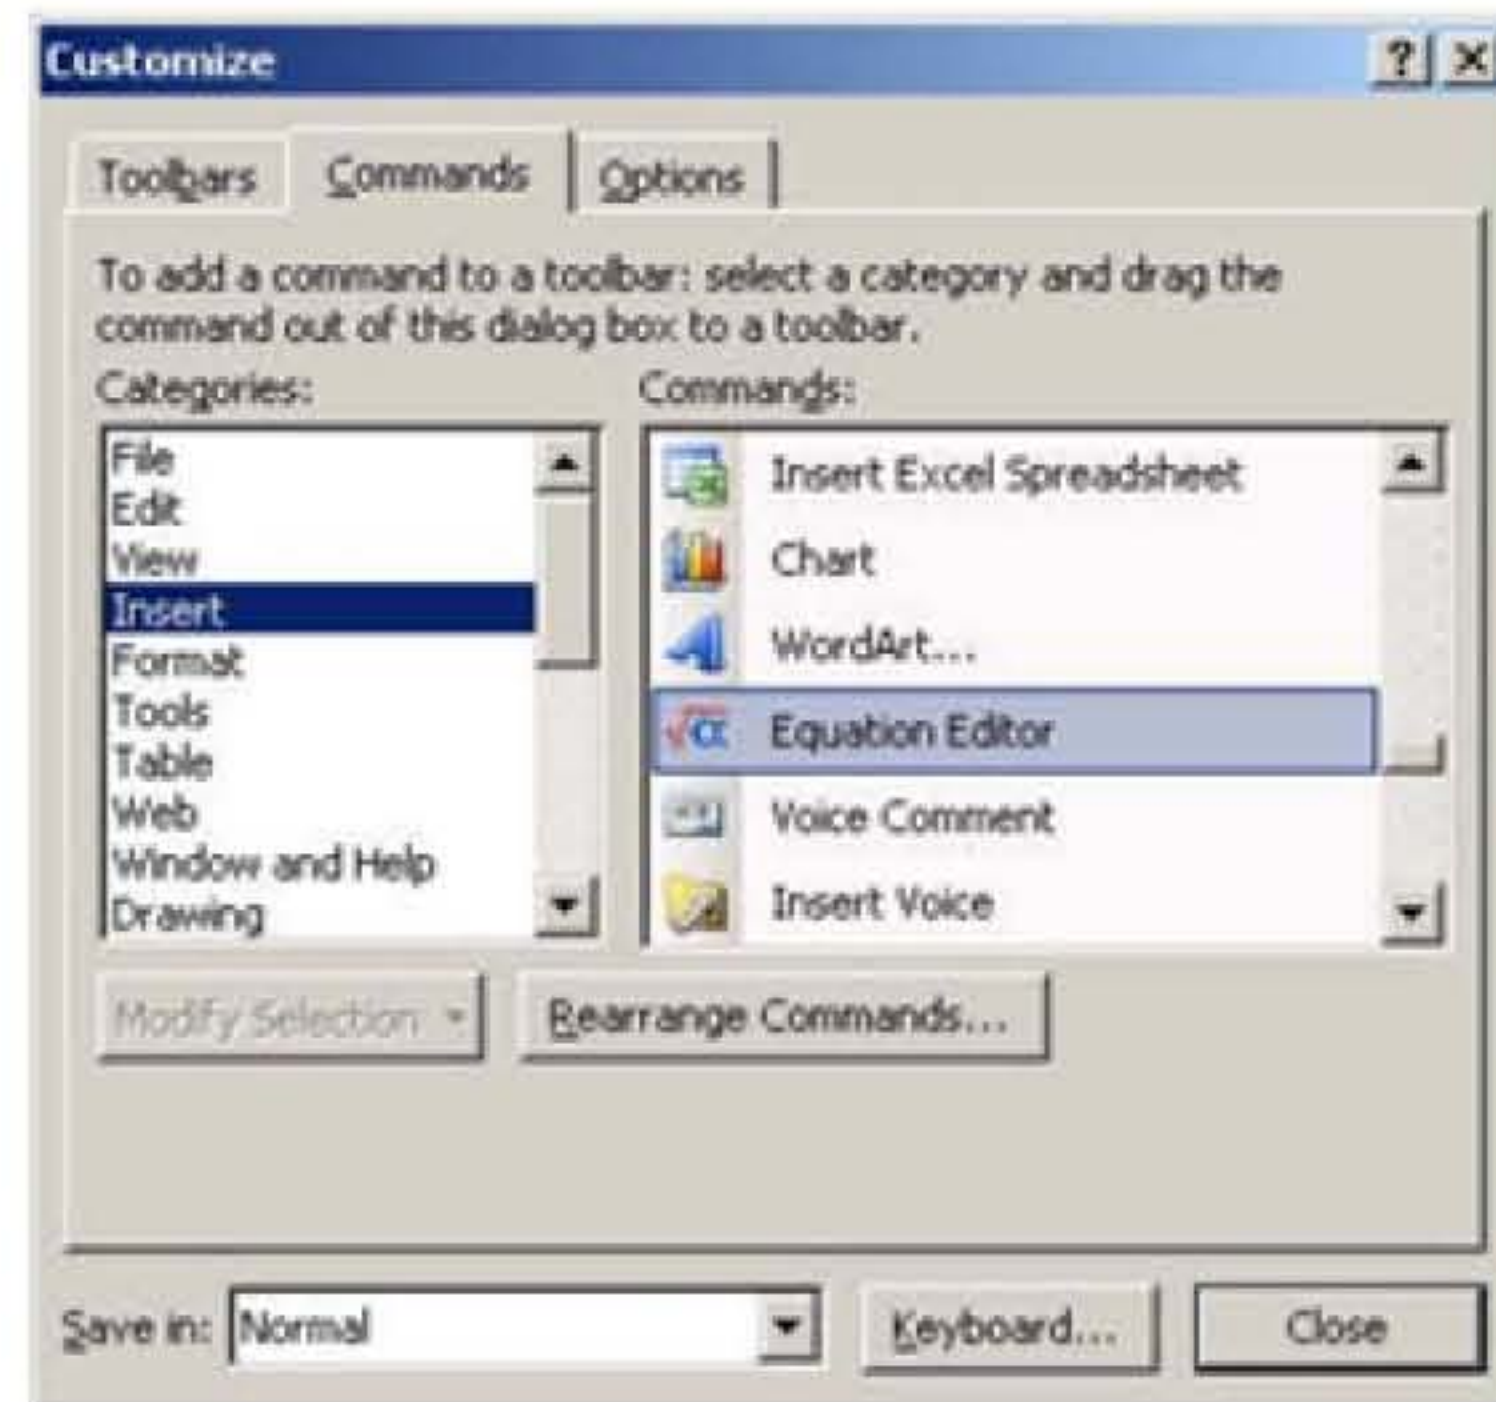 Customize
Toolbars Commands Options
To add a command to a toolbar: select a category and drag the
command out of this dialog box to a toolbar.
Categories:
File
Edit
View
Insert
Format
Tools
Table
Web
Window and Help
Drawing
Commands:
Insert Excel Spreadsheet
Chart
WordArt...
Equation Editor
Voice Comment
Insert Voice
Modify Selection
Rearrange Commands...
Save in: Normal
Keyboard...
Close